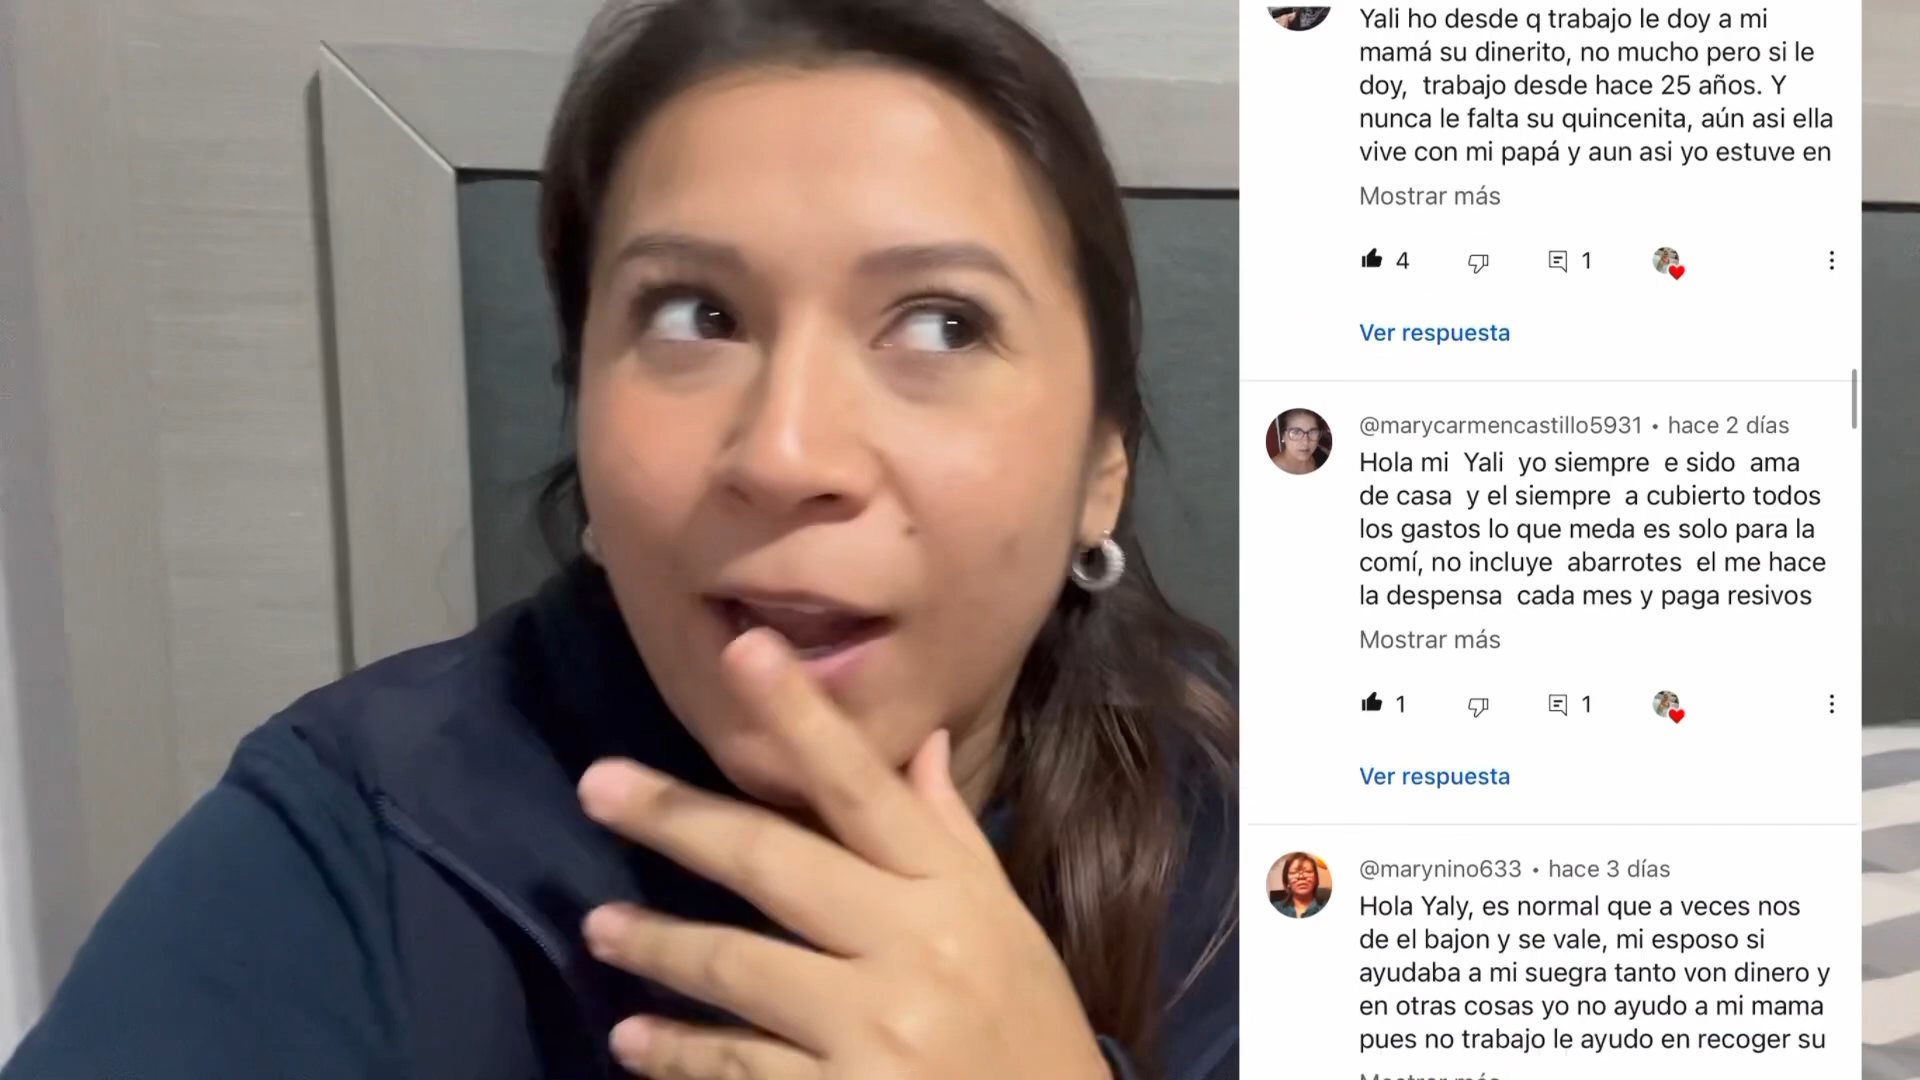 Yali ho desde q trabajo le doy a mi
mamá su dinerito, no mucho pero si le
doy,  trabajo desde hace 25 años. Y
nunca le falta su quincenita, aún asi ella
vive con mi papá y aun asi yo estuve en
Mostrar más
4 1
Ver respuesta
@marycarmencastillo5931 • hace 2 días
Hola mi  Yali  yo siempre  e sido  ama
de casa  y el siempre  a cubierto todos
los gastos lo que meda es solo para la
comí, no incluye  abarrotes  el me hace
la despensa  cada mes y paga resivos
Mostrar más
1 1
Ver respuesta
@marynino633 • hace 3 días
Hola Yaly, es normal que a veces nos
de el bajon y se vale, mi esposo si
ayudaba a mi suegra tanto von dinero y
en otras cosas yo no ayudo a mi mama
pues no trabajo le ayudo en recoger su
Mostrar más